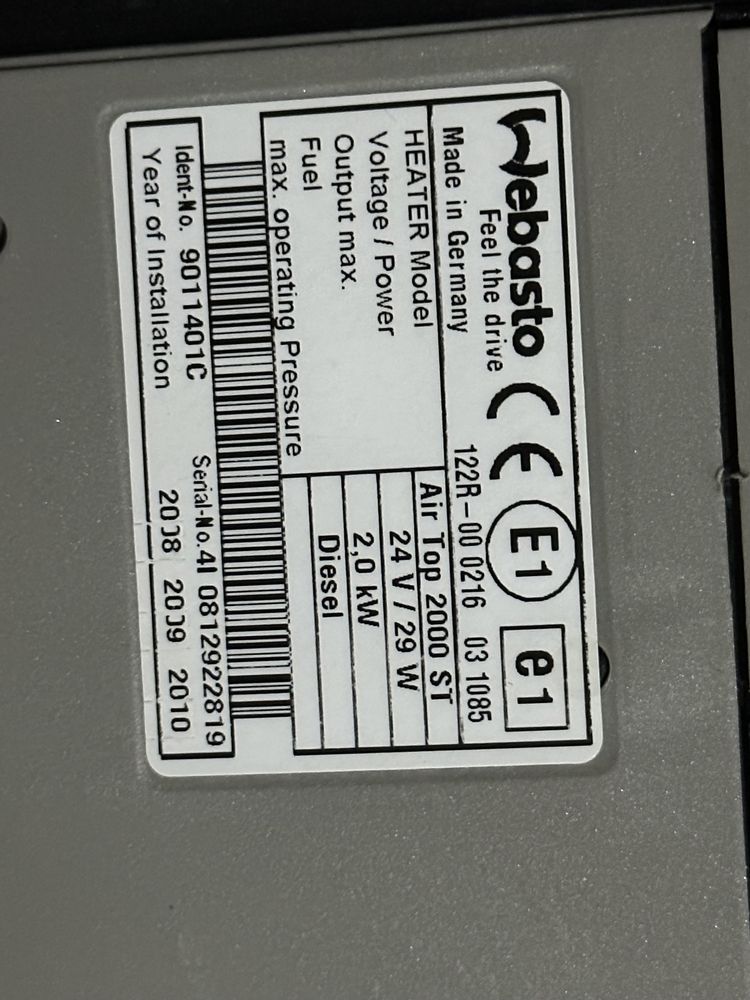 Webasto CE E1 e1
Feel the drive
Made in Germany 122R-00 0216 03 1085
HEATER Model Air Top 2000 ST
Voltage / Power 24 V / 29 W
Output max. 2,0 kW
Fuel Diesel
max. operating Pressure
Ident-No. 9011401C Serial-No.41 0812922819
Year of Installation 2008 2009 2010